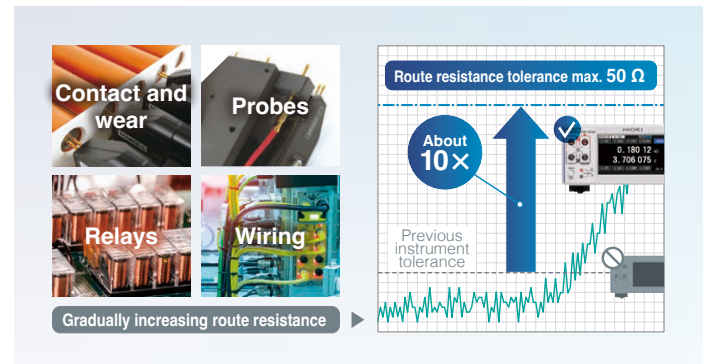 Contact and
wear
Probes
Relays
Wiring
Gradually increasing route resistance
Route resistance tolerance max. 50 Ω
About
10×
HIOKI
0. 180 12
3. 706 075
Previous
instrument
tolerance